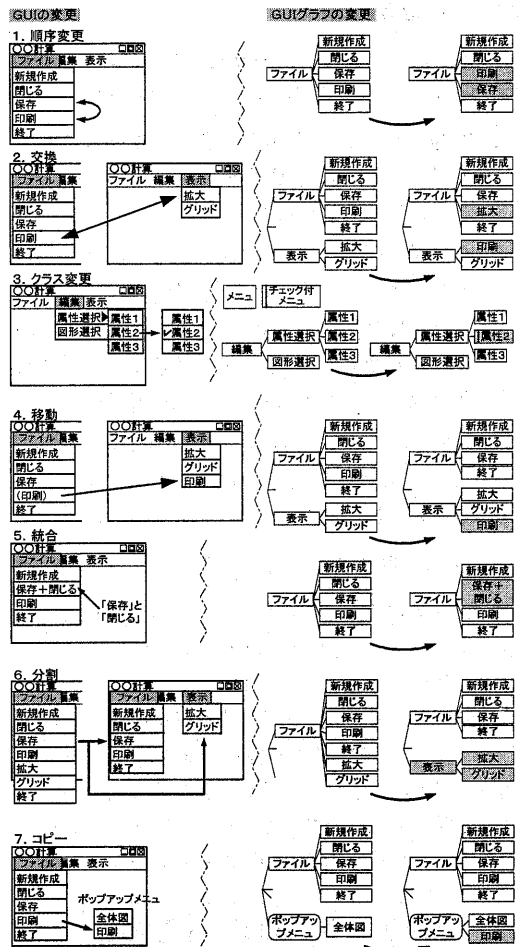 GUIの変更
GUIグラフの変更
1. 順序変更
〇〇計算
ファイル 編集 表示
新規作成
閉じる
保存
印刷
終了
ファイル
新規作成
閉じる
保存
印刷
終了
ファイル
新規作成
閉じる
印刷
保存
終了
2. 交換
〇〇計算
ファイル 編集
新規作成
閉じる
保存
印刷
終了
〇〇計算
ファイル 編集 表示
拡大
グリッド
ファイル
新規作成
閉じる
保存
印刷
終了
表示
拡大
グリッド
ファイル
新規作成
閉じる
保存
拡大
終了
表示
印刷
グリッド
3. クラス変更
〇〇計算
ファイル 編集 表示
属性選択
図形選択
属性1
属性2
属性3
属性1
✓属性2
属性3
メニュー
チェック付
メニュー
編集
属性選択
図形選択
属性1
属性2
属性3
編集
属性選択
図形選択
属性1
属性2
属性3
4. 移動
〇〇計算
ファイル 編集
新規作成
閉じる
保存
(印刷)
終了
〇〇計算
ファイル 編集 表示
拡大
グリッド
印刷
ファイル
新規作成
閉じる
保存
印刷
終了
表示
拡大
グリッド
ファイル
新規作成
閉じる
保存
終了
表示
拡大
グリッド
印刷
5. 統合
〇〇計算
ファイル 編集 表示
新規作成
保存+閉じる
印刷
終了
「保存」と
「閉じる」
ファイル
新規作成
閉じる
保存
印刷
終了
ファイル
新規作成
保存+
閉じる
印刷
終了
6. 分割
〇〇計算
ファイル 編集
新規作成
閉じる
保存
印刷
拡大
グリッド
終了
〇〇計算
ファイル 編集 表示
新規作成
閉じる
保存
印刷
終了
拡大
グリッド
ファイル
新規作成
閉じる
保存
印刷
終了
拡大
グリッド
ファイル
新規作成
閉じる
保存
終了
表示
拡大
グリッド
7. コピー
〇〇計算
ファイル 編集 表示
新規作成
閉じる
保存
印刷
終了
ポップアップメニュー
全体図
印刷
ファイル
新規作成
閉じる
保存
印刷
終了
ポップアッ
プメニュー
全体図
ファイル
新規作成
閉じる
保存
印刷
終了
ポップアッ
プメニュー
全体図
印刷